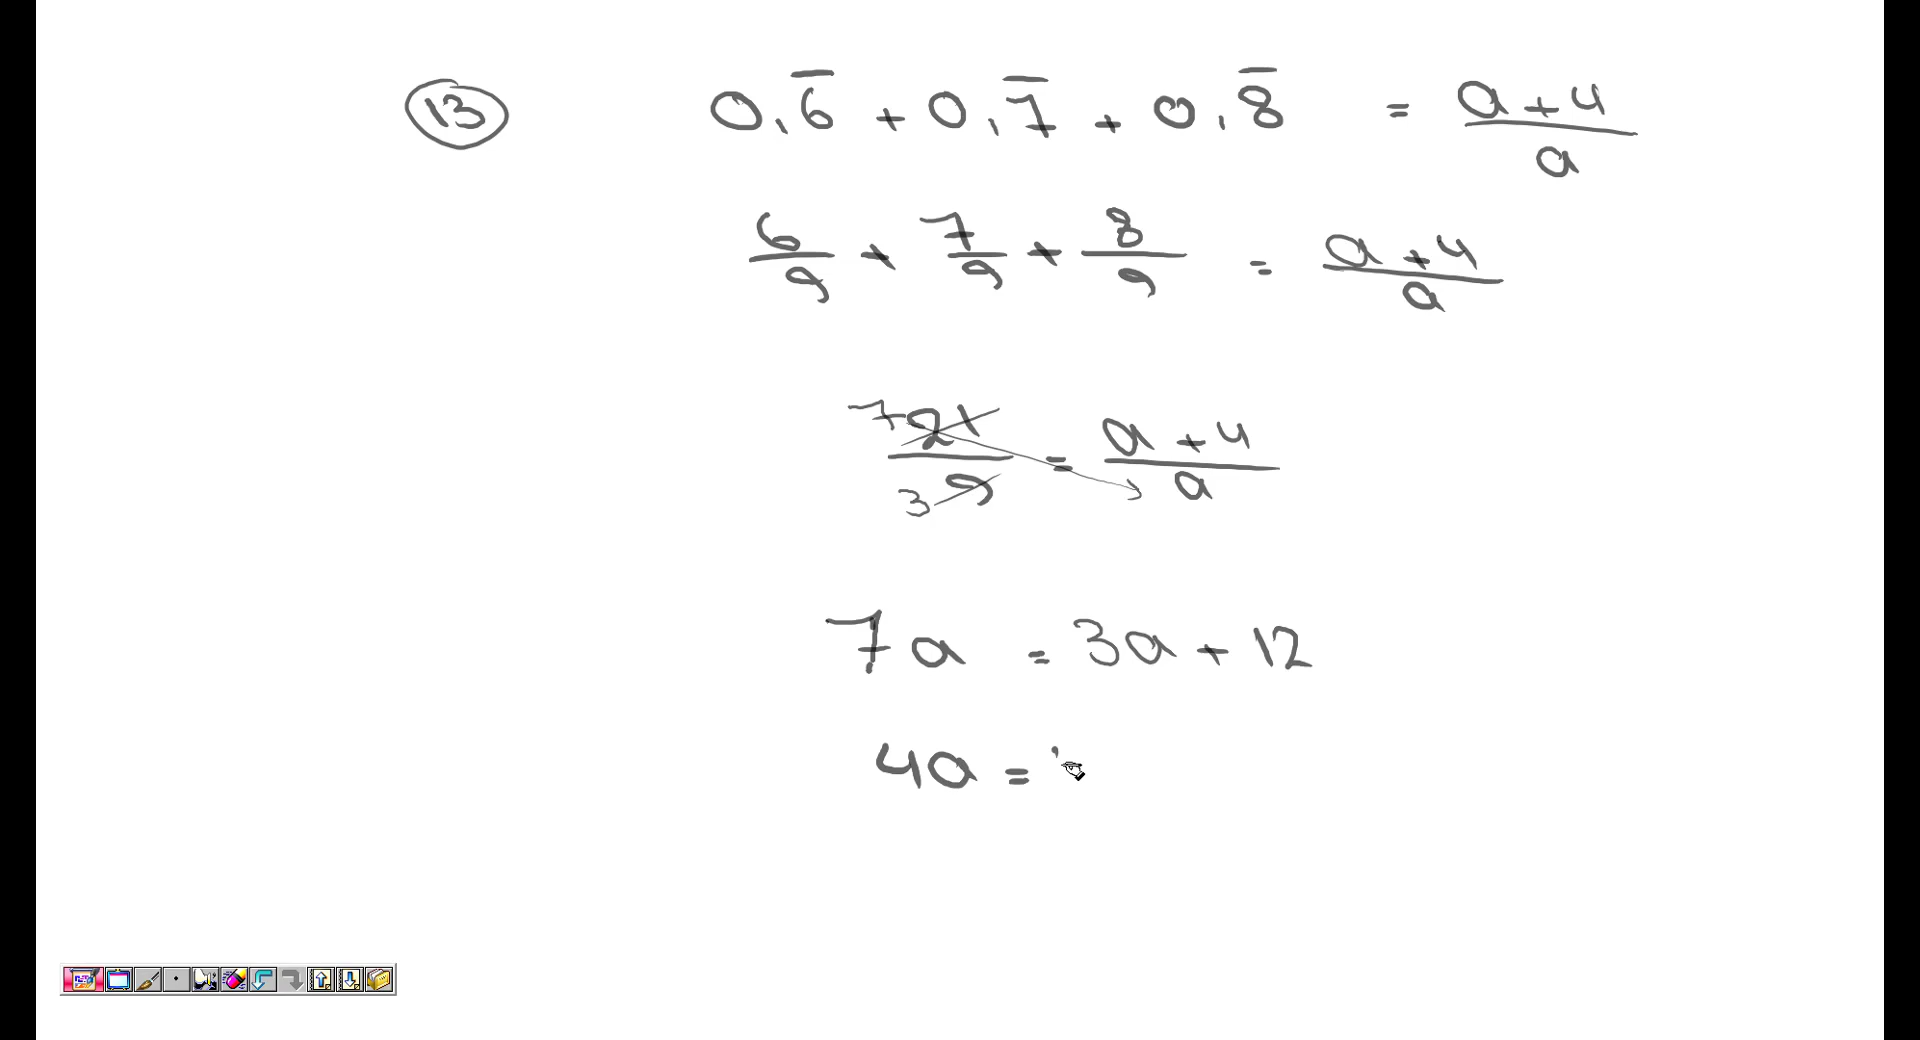 13 0,6̅ + 0,7̅ + 0,8̅ = (a+4)/a
6/9 + 7/9 + 8/9 = (a+4)/a
7 21/3 9 = (a+4)/a
7a = 3a + 12
4a =